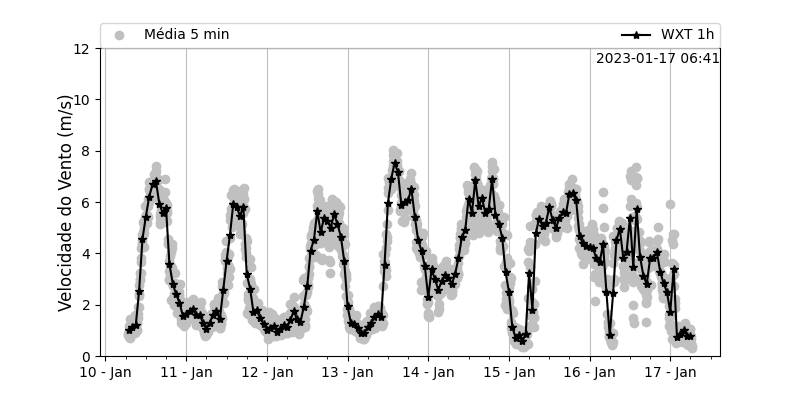 Média 5 min
WXT 1h
2023-01-17 06:41
Velocidade do Vento (m/s)
12
10
8
6
4
2
0
10 - Jan 11 - Jan 12 - Jan 13 - Jan 14 - Jan 15 - Jan 16 - Jan 17 - Jan